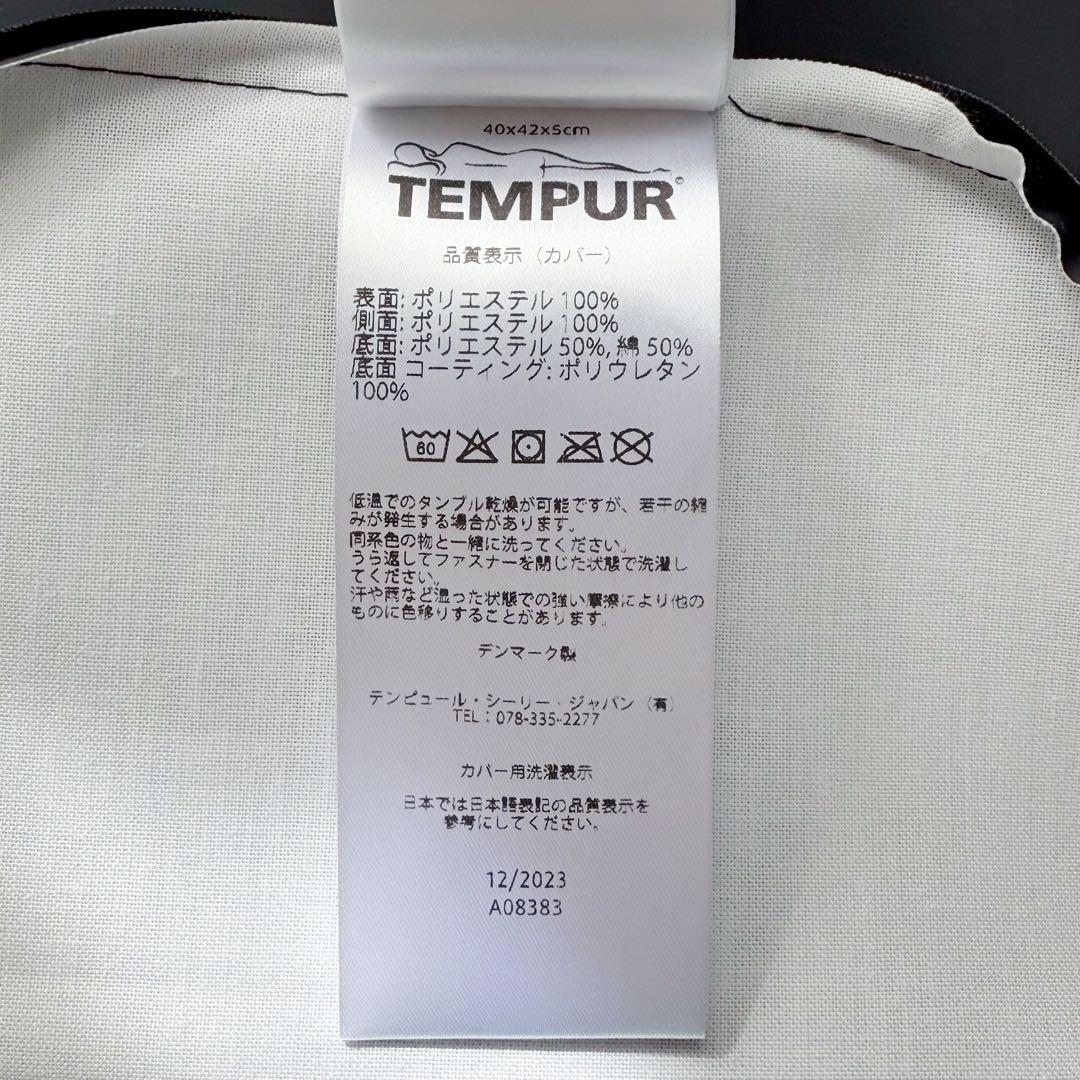 40x42x5cm
TEMPUR®
品質表示（カバー）
表面: ポリエステル 100%
側面: ポリエステル 100%
底面: ポリエステル 50%, 綿 50%
底面 コーティング: ポリウレタン
100%
60
低温でのタンブル乾燥が可能ですが、若干の縮
みが発生する場合があります。
同系色の物と一緒に洗ってください。
うら返してファスナーを閉じた状態で洗濯し
てください。
汗や雨など湿った状態での強い摩擦により他の
ものに色移りすることがあります。
デンマーク製
テンピュール・シーリー・ジャパン（有）
TEL：078-335-2277
カバー用洗濯表示
日本では日本語表記の品質表示を
参考にしてください。
12/2023
A08383